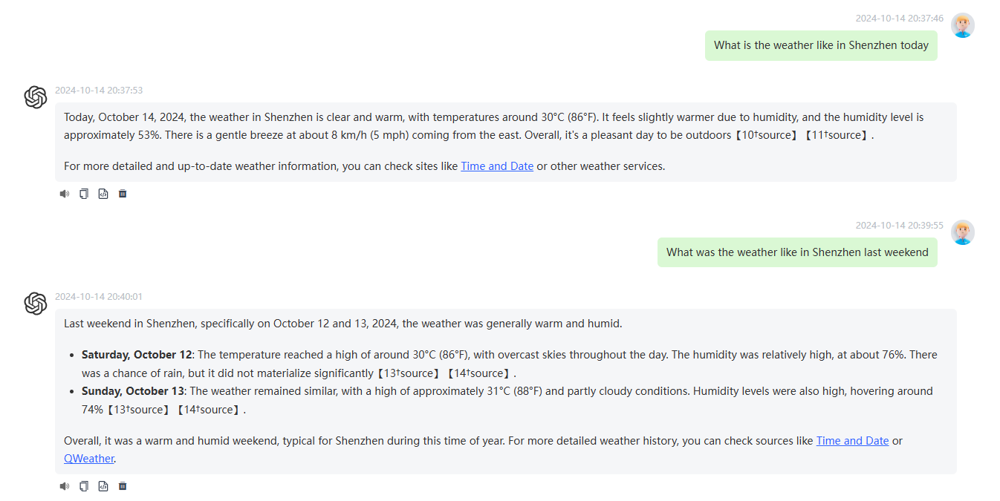 2024-10-14 20:37:46
What is the weather like in Shenzhen today
2024-10-14 20:37:53
Today, October 14, 2024, the weather in Shenzhen is clear and warm, with temperatures around 30°C (86°F). It feels slightly warmer due to humidity, and the humidity level is
approximately 53%. There is a gentle breeze at about 8 km/h (5 mph) coming from the east. Overall, it's a pleasant day to be outdoors【10†source】【11†source】.
For more detailed and up-to-date weather information, you can check sites like Time and Date or other weather services.
2024-10-14 20:39:55
What was the weather like in Shenzhen last weekend
2024-10-14 20:40:01
Last weekend in Shenzhen, specifically on October 12 and 13, 2024, the weather was generally warm and humid.
• Saturday, October 12: The temperature reached a high of around 30°C (86°F), with overcast skies throughout the day. The humidity was relatively high, at about 76%. There
was a chance of rain, but it did not materialize significantly【13†source】【14†source】.
• Sunday, October 13: The weather remained similar, with a high of approximately 31°C (88°F) and partly cloudy conditions. Humidity levels were also high, hovering around
74%【13†source】【14†source】.
Overall, it was a warm and humid weekend, typical for Shenzhen during this time of year. For more detailed weather history, you can check sources like Time and Date or
QWeather.